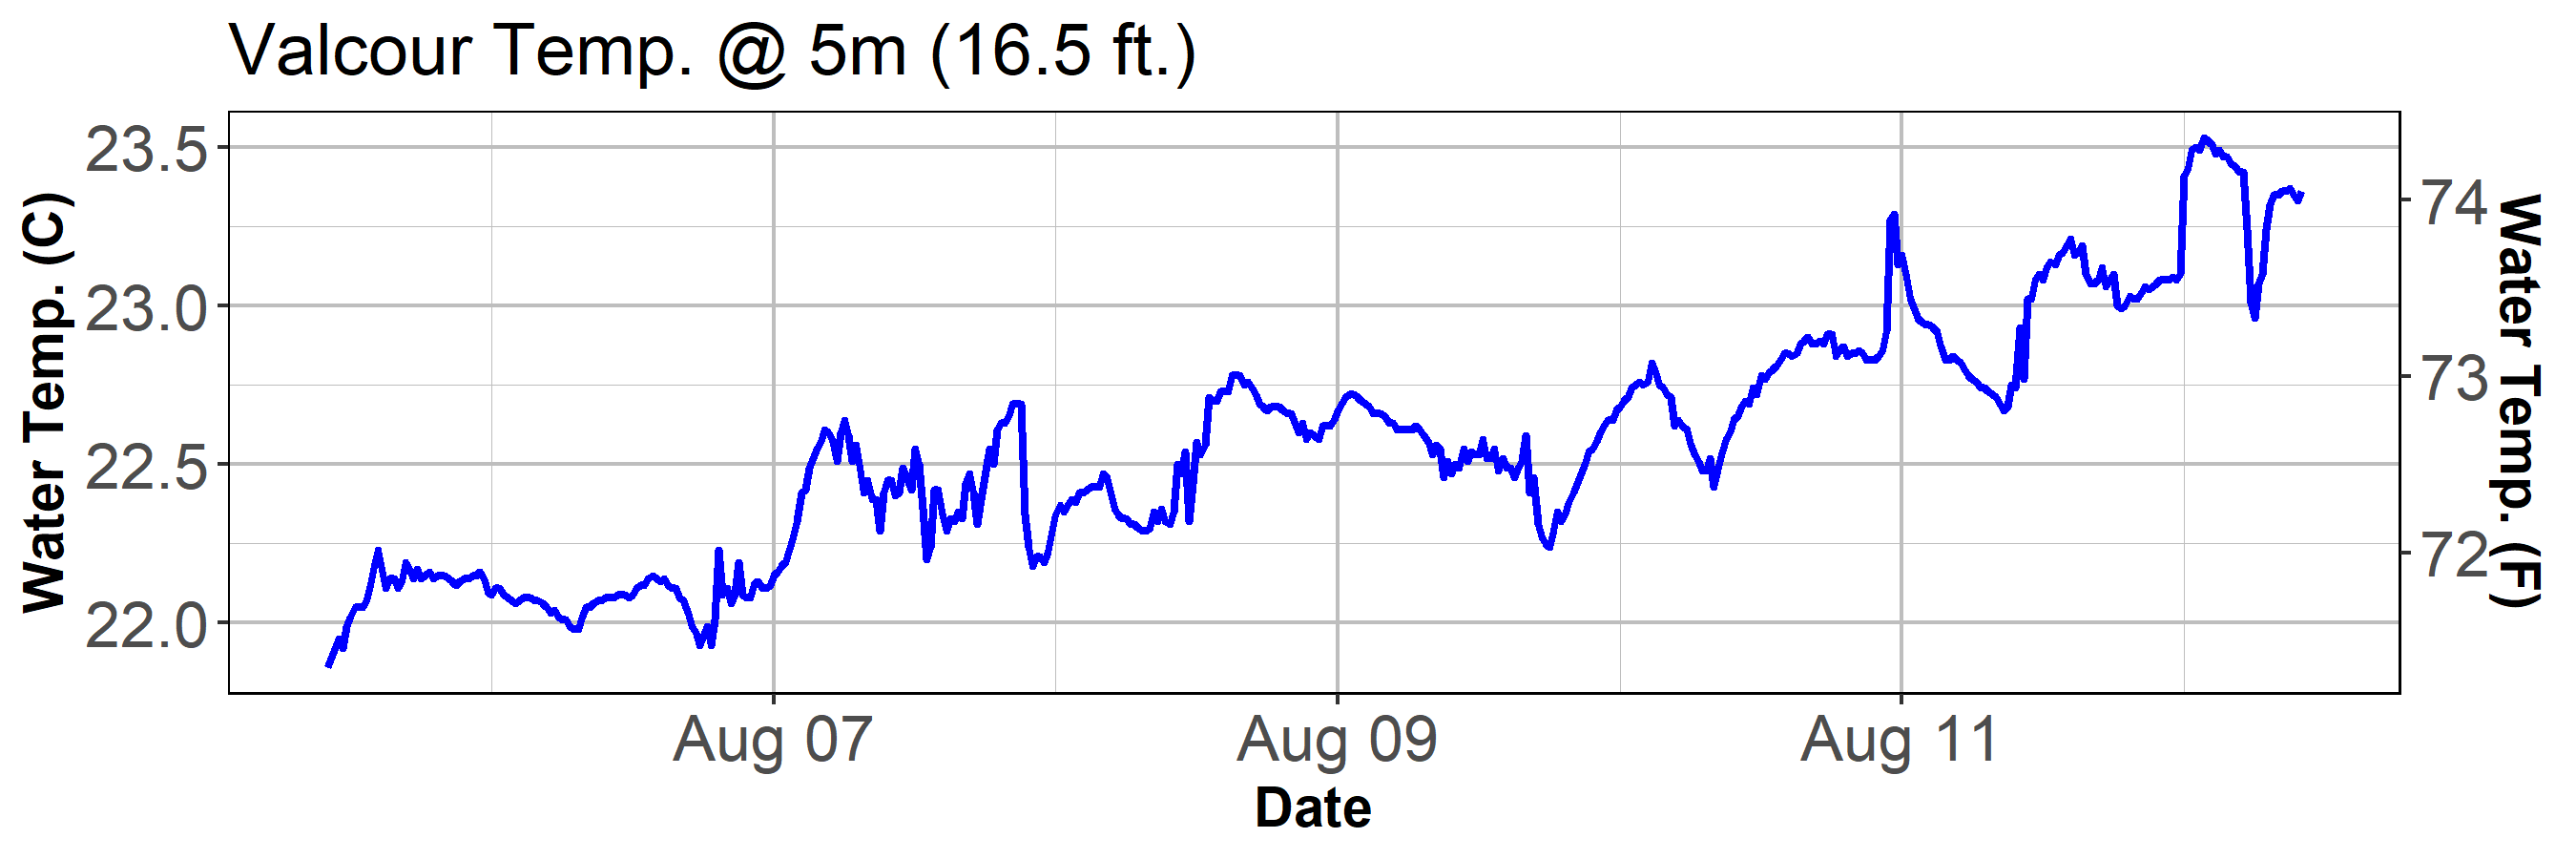 Valcour Temp. @ 5m (16.5 ft.)
Water Temp. (C)
23.5
23.0
22.5
22.0
74
73
72
Water Temp. (F)
Aug 07 Aug 09 Aug 11
Date